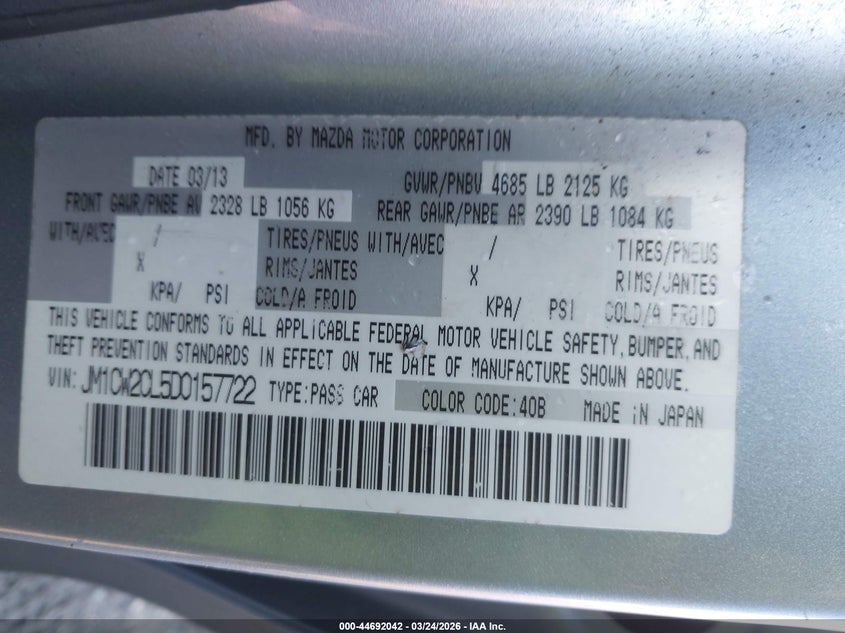 MFD. BY MAZDA MOTOR CORPORATION
DATE 03/13 GVWR/PNBV 4685 LB 2125 KG
FRONT GAWR/PNBE AV 2328 LB 1056 KG REAR GAWR/PNBE AR 2390 LB 1084 KG
WITH/AVEC / TIRES/PNEUS WITH/AVEC / TIRES/PNEUS
X RIMS/JANTES X RIMS/JANTES
KPA/ PSI COLD/A FROID KPA/ PSI COLD/A FROID
THIS VEHICLE CONFORMS TO ALL APPLICABLE FEDERAL MOTOR VEHICLE SAFETY, BUMPER, AND
THEFT PREVENTION STANDARDS IN EFFECT ON THE DATE OF MANUFACTURE SHOWN ABOVE.
VIN: JM1CW2CL5D0157722 TYPE:PASS CAR COLOR CODE:40B MADE IN JAPAN
000-44692042 - 03/24/2026 - IAA Inc.